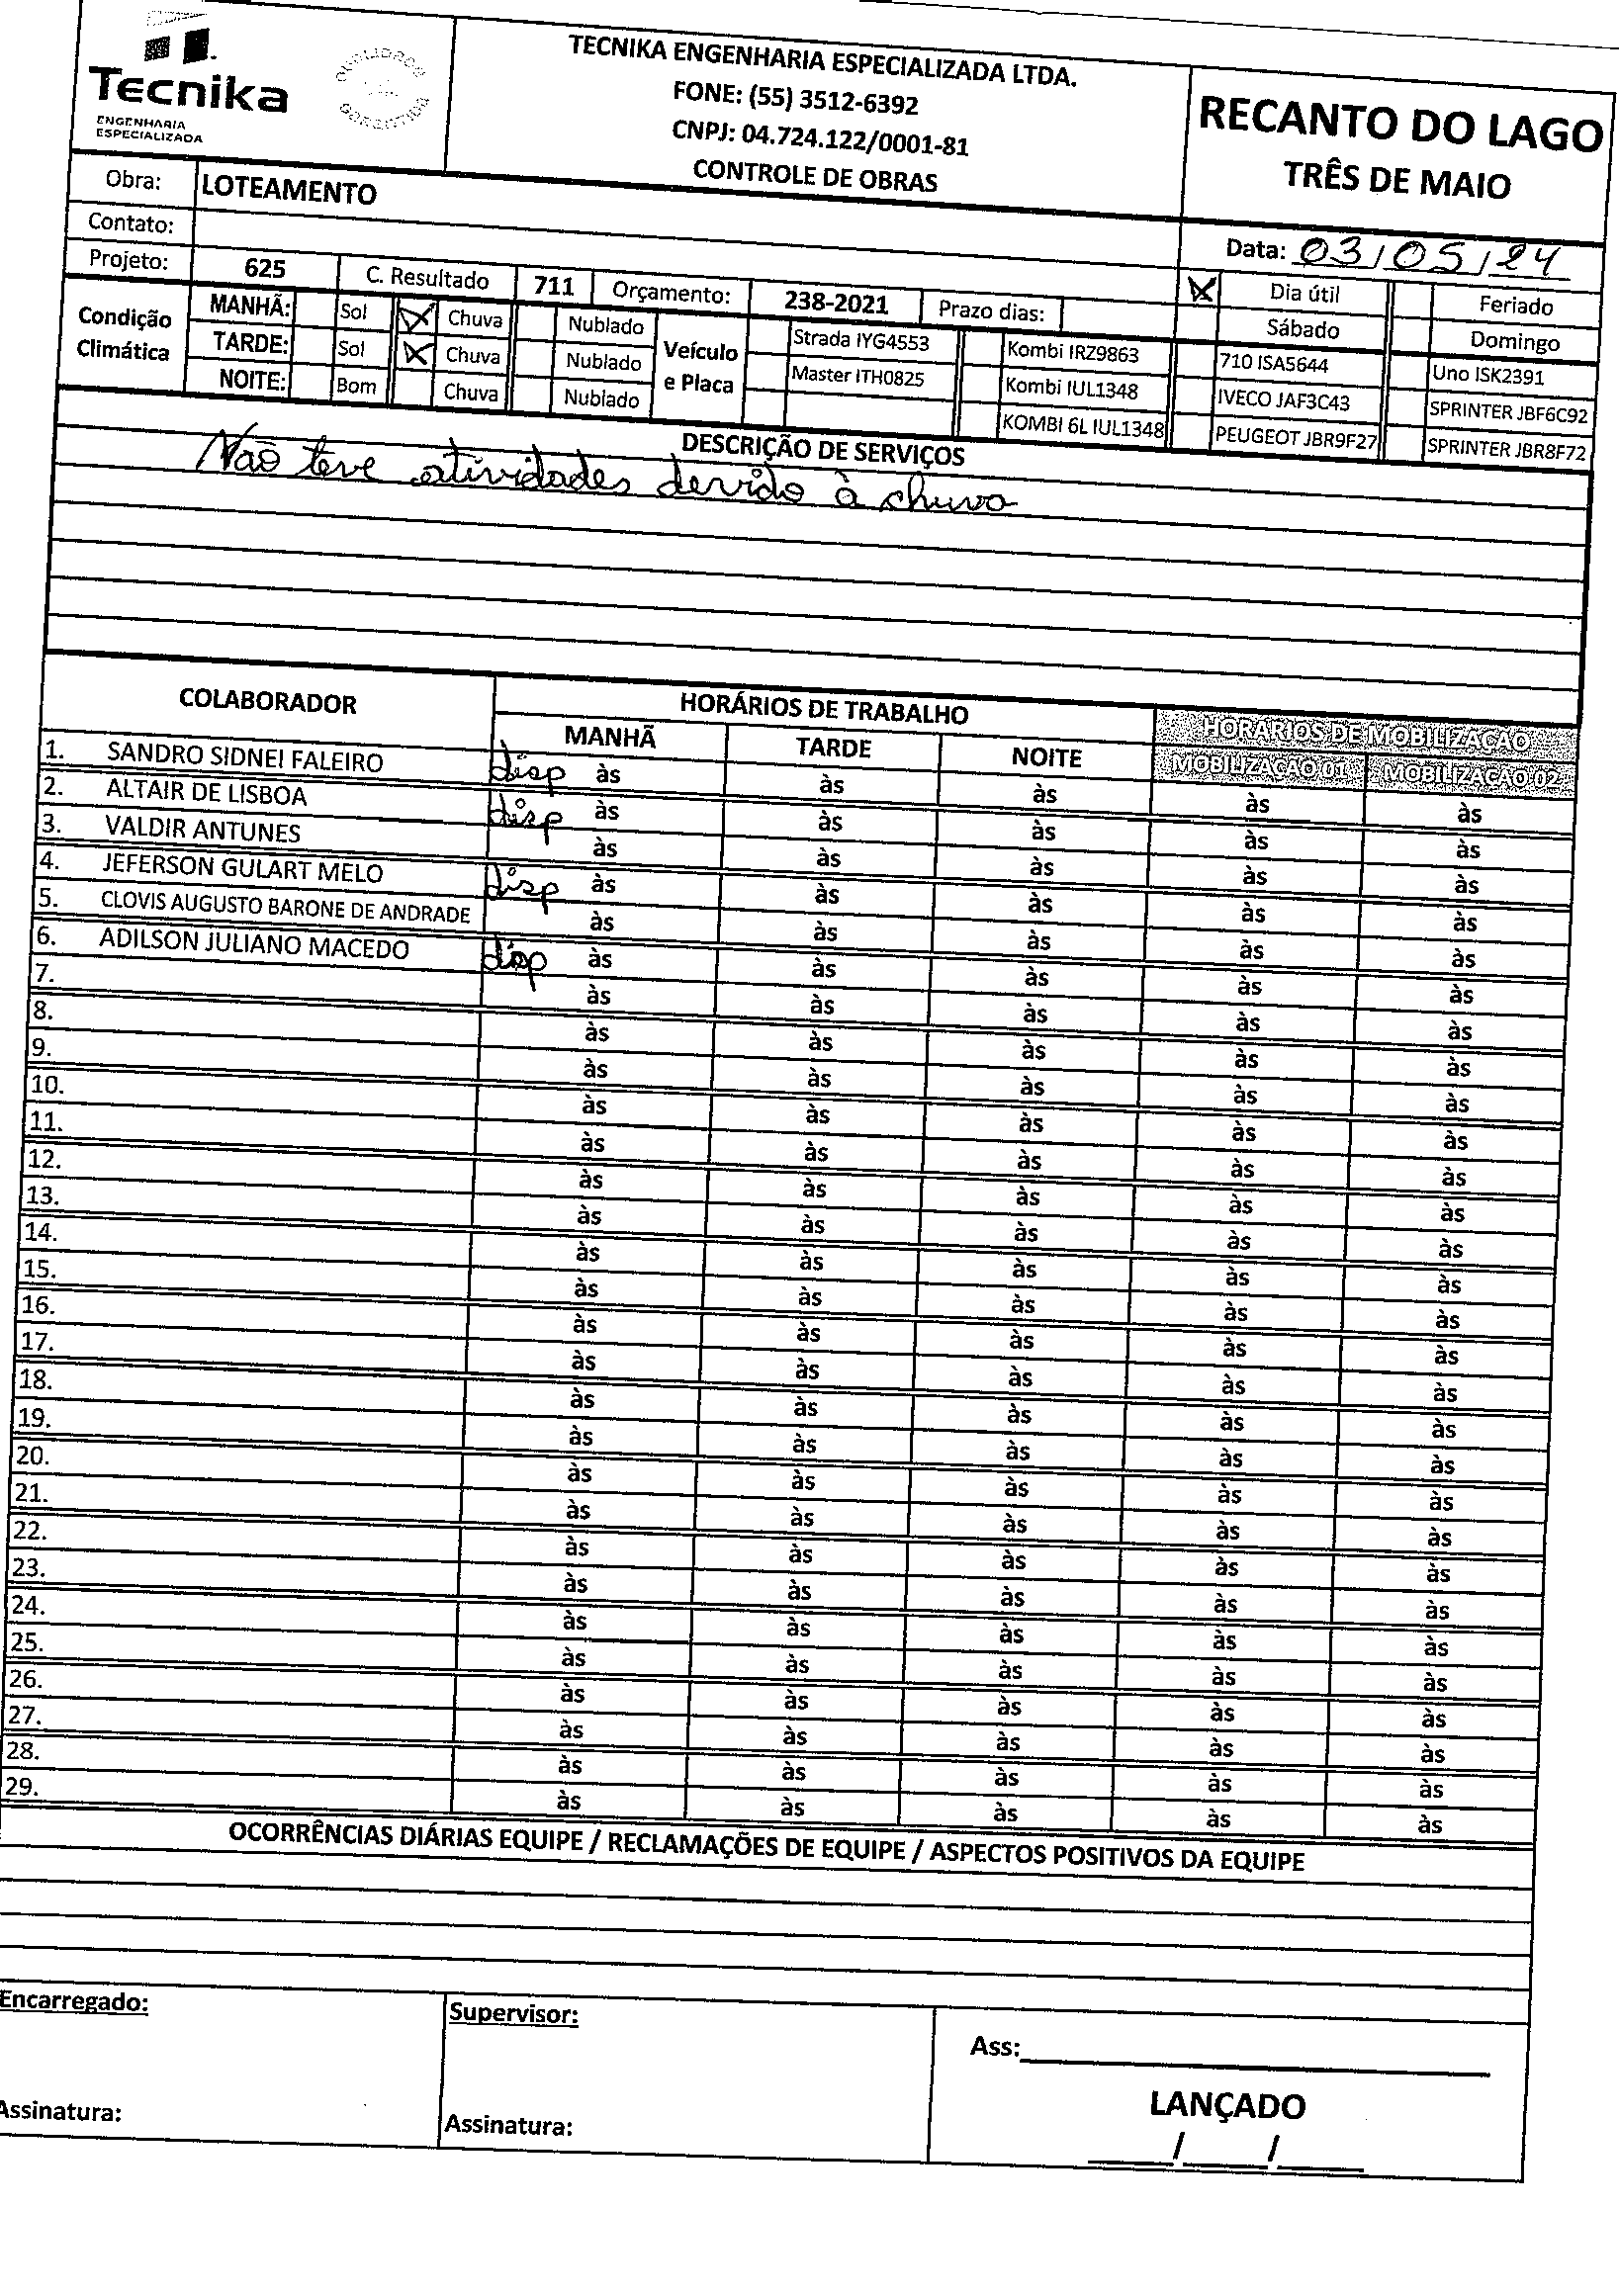 Tecnika
ENGENHARIA
ESPECIALIZADA
TECNIKA ENGENHARIA ESPECIALIZADA LTDA.
FONE: (55) 3512-6392
CNPJ: 04.724.122/0001-81
CONTROLE DE OBRAS
RECANTO DO LAGO
TRÊS DE MAIO
Obra: LOTEAMENTO
Contato:
Data: 03/05/24
Projeto: 625 C. Resultado 711 Orçamento: 238-2021 Prazo dias:
X Dia útil Feriado
Sábado Domingo
Condição Climática
MANHÃ: Sol X Chuva Nublado
TARDE: Sol X Chuva Nublado
NOITE: Bom Chuva Nublado
Veículo e Placa
Strada IYG4553 Kombi IRZ9863 710 ISA5644 Uno ISK2391
Master ITH0825 Kombi IUL1348 IVECO JAF3C43 SPRINTER JBF6C92
KOMBI 6L IUL1348 PEUGEOT JBR9F27 SPRINTER JBR8F72
DESCRIÇÃO DE SERVIÇOS
Não teve atividades devido à chuva
COLABORADOR HORÁRIOS DE TRABALHO HORÁRIOS DE MOBILIZAÇÃO
MANHÃ TARDE NOITE MOBILIZAÇÃO 01 MOBILIZAÇÃO 02
1. SANDRO SIDNEI FALEIRO disp às às às às às
2. ALTAIR DE LISBOA disp às às às às às
3. VALDIR ANTUNES às às às às às
4. JEFERSON GULART MELO disp às às às às às
5. CLOVIS AUGUSTO BARONE DE ANDRADE às às às às às
6. ADILSON JULIANO MACEDO disp às às às às às
7. às às às às às
8. às às às às às
9. às às às às às
10. às às às às às
11. às às às às às
12. às às às às às
13. às às às às às
14. às às às às às
15. às às às às às
16. às às às às às
17. às às às às às
18. às às às às às
19. às às às às às
20. às às às às às
21. às às às às às
22. às às às às às
23. às às às às às
24. às às às às às
25. às às às às às
26. às às às às às
27. às às às às às
28. às às às às às
29. às às às às às
OCORRÊNCIAS DIÁRIAS EQUIPE / RECLAMAÇÕES DE EQUIPE / ASPECTOS POSITIVOS DA EQUIPE
Encarregado: Supervisor:
Ass:
LANÇADO
Assinatura: Assinatura:
/ /